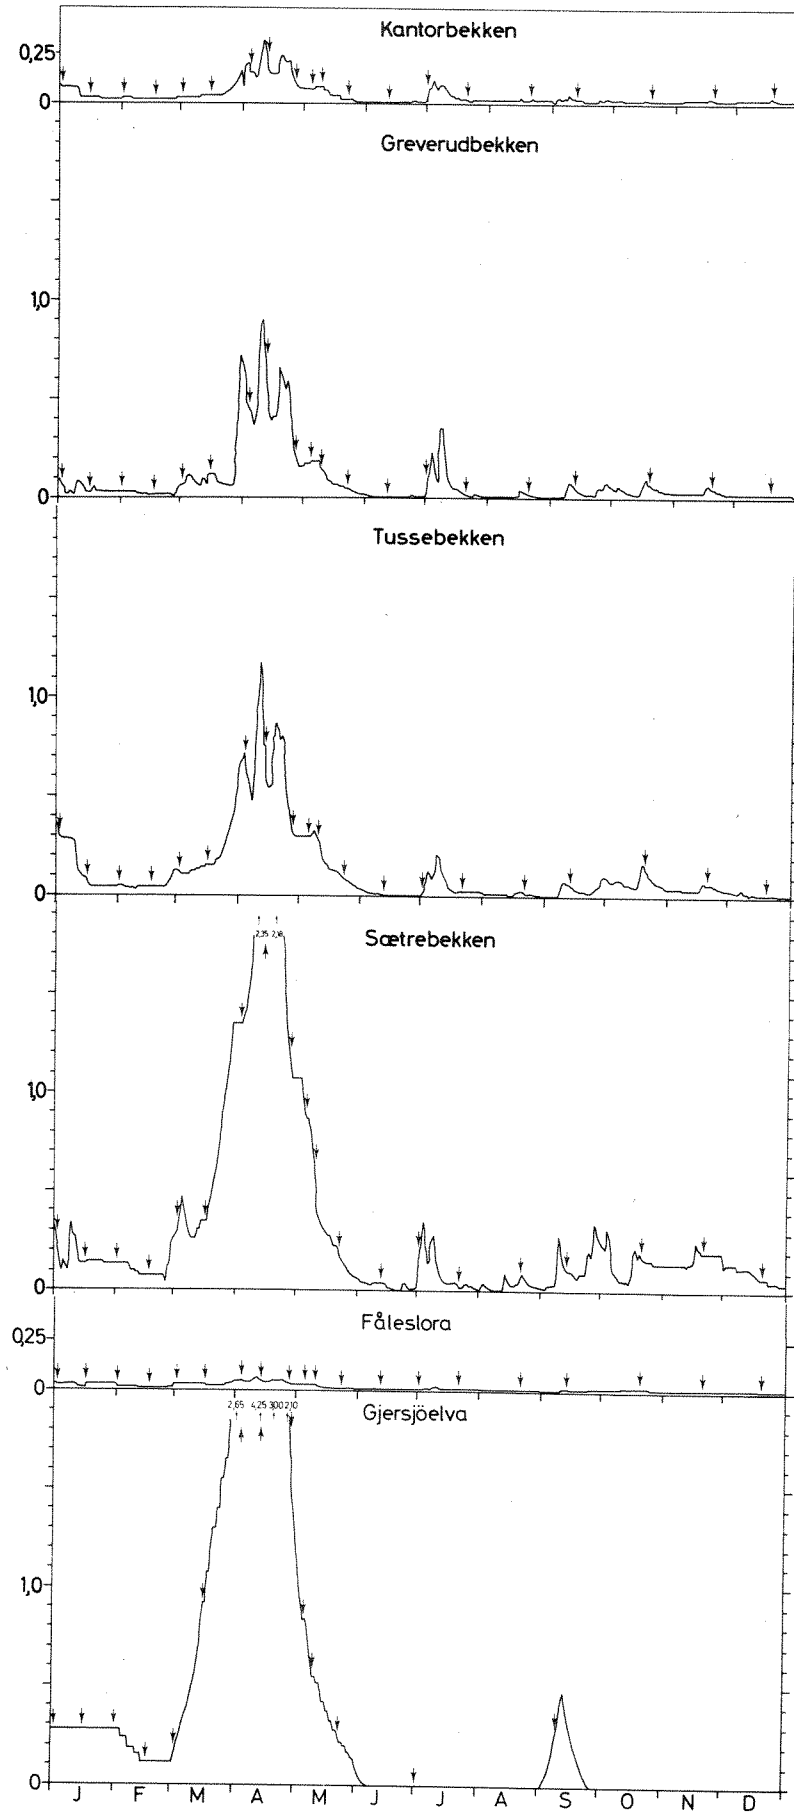 Kantorbekken
0,25
0
Greverudbekken
1,0
0
Tussebekken
1,0
0
2,35 2,18
Sætrebekken
1,0
0
Fåleslora
0,25
0
2,65 4,25 3,00 2,10
Gjersjöelva
1,0
0
J F M A M J J A S O N D